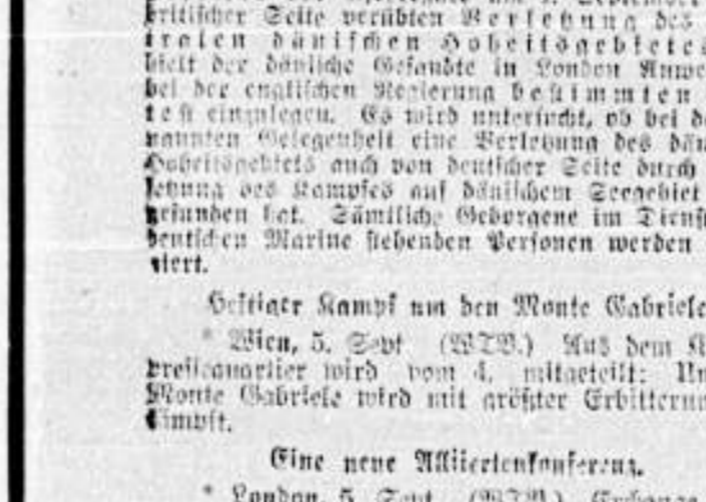 britischer Seite verübten Verletzung des
tralen dänischen Hoheitsgebietes
hielt der dänische Gesandte in London Anwe
bei der englischen Regierung bestimmten
test einzulegen. Es wird untersucht, ob bei de
nannten Gelegenheit eine Verletzung des dän
Hoheitsgebiets auch von deutscher Seite durch
setzung des Kampfes auf dänischem Seegebiet
gefunden hat. Sämtliche Geborgene im Dienst
deutschen Marine stehenden Personen werden
niert.
Heftiger Kampf um den Monte Gabriele
* Wien, 5. Sept (WTB.) Aus dem K
preßquartier wird vom 4. mitgeteilt: Um
Monte Gabriele wird mit größter Erbitterun
kämpft.
Eine neue Alliiertenkonferenz.
* London, 5. Sept. (WTB.)